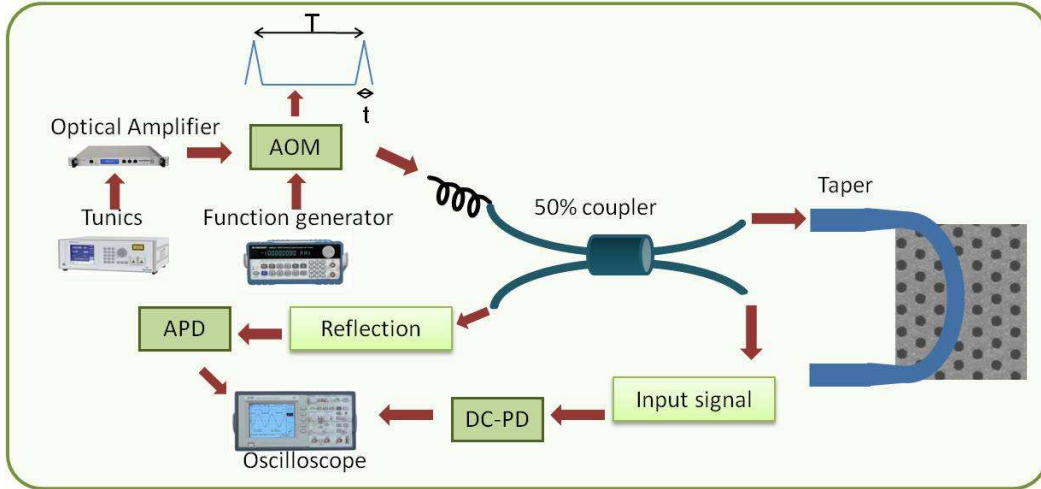 T
t
Optical Amplifier
AOM
Taper
Tunics
Function generator
50% coupler
APD
Reflection
Input signal
DC-PD
Oscilloscope